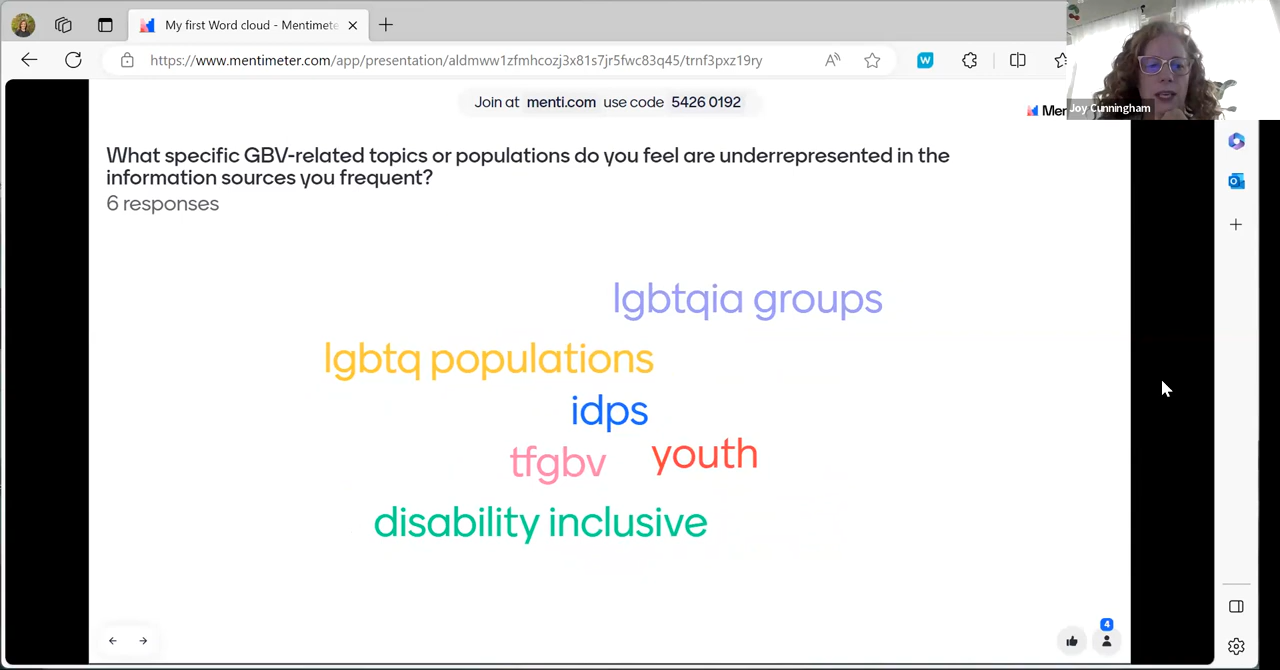 My first Word cloud - Mentimete
https://www.mentimeter.com/app/presentation/aldmww1zfmhcozj3x81s7jr5fwc83q45/trnf3pxz19ry
Join at menti.com use code 5426 0192
Men
Joy Cunningham
What specific GBV-related topics or populations do you feel are underrepresented in the
information sources you frequent?
6 responses
lgbtqia groups
lgbtq populations
idps
tfgbv youth
disability inclusive
4